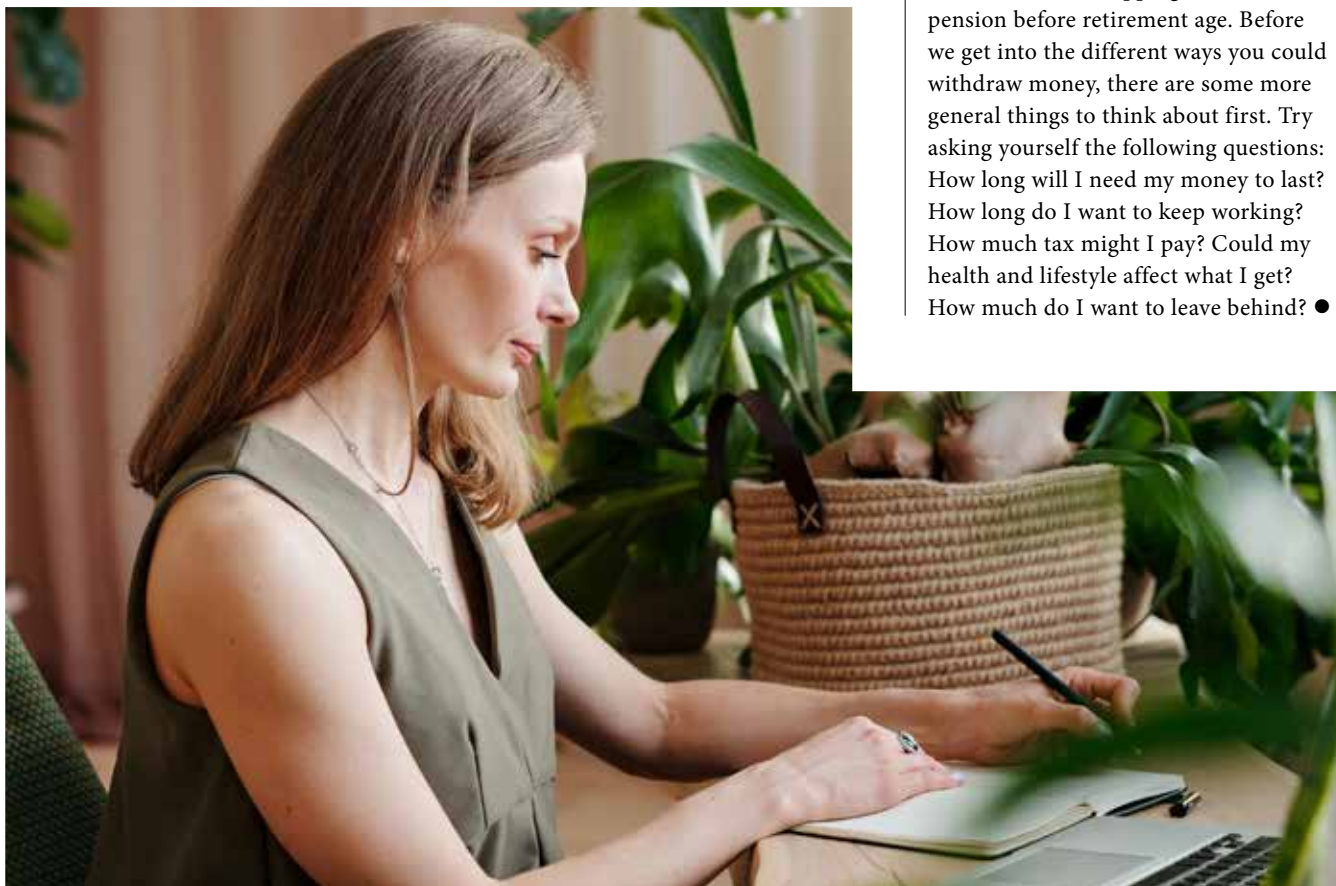 pension before retirement age. Before
we get into the different ways you could
withdraw money, there are some more
general things to think about first. Try
asking yourself the following questions:
How long will I need my money to last?
How long do I want to keep working?
How much tax might I pay? Could my
health and lifestyle affect what I get?
How much do I want to leave behind? ●